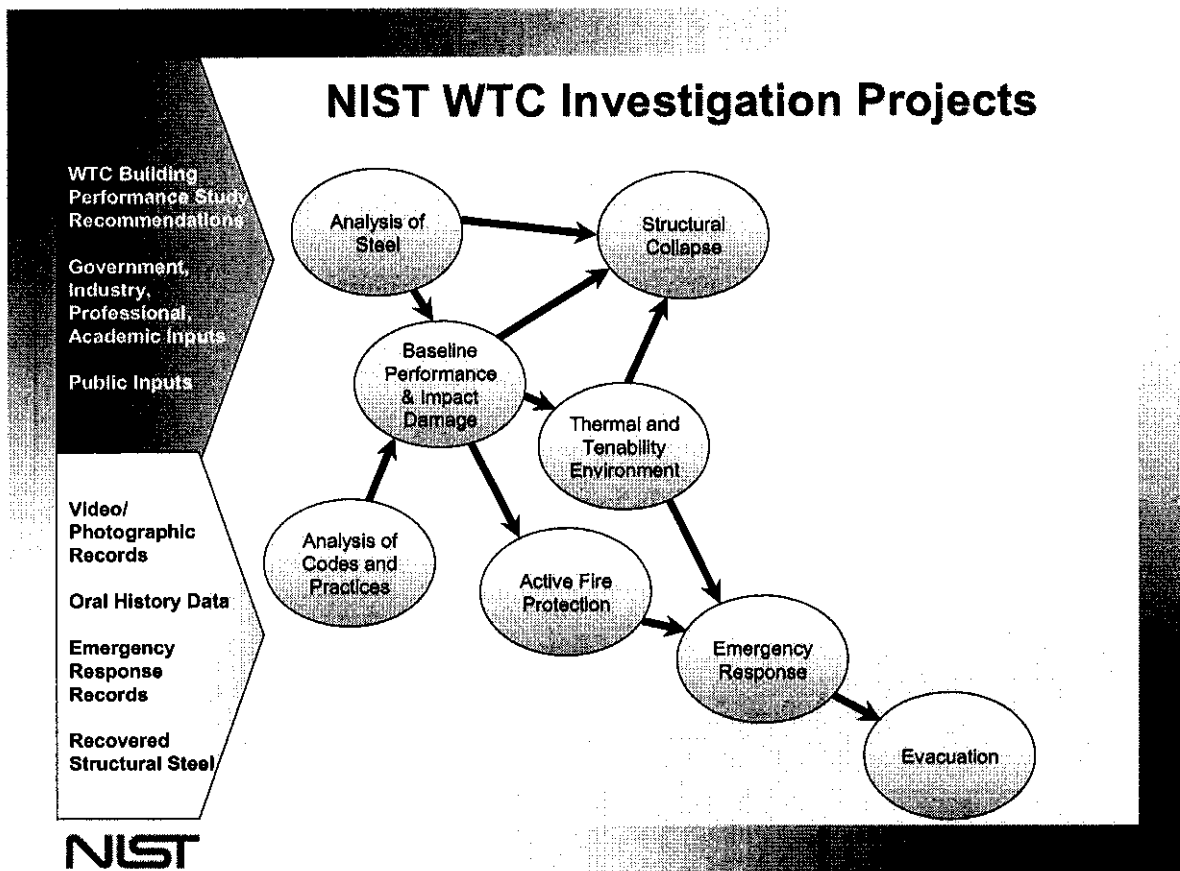 NIST WTC Investigation Projects
WTC Building
Performance Study
Recommendations
Government,
Industry,
Professional,
Academic Inputs
Public Inputs
Video/
Photographic
Records
Oral History Data
Emergency
Response
Records
Recovered
Structural Steel
Analysis of
Steel
Structural
Collapse
Baseline
Performance
& Impact
Damage
Thermal and
Tenability
Environment
Analysis of
Codes and
Practices
Active Fire
Protection
Emergency
Response
Evacuation
NIST